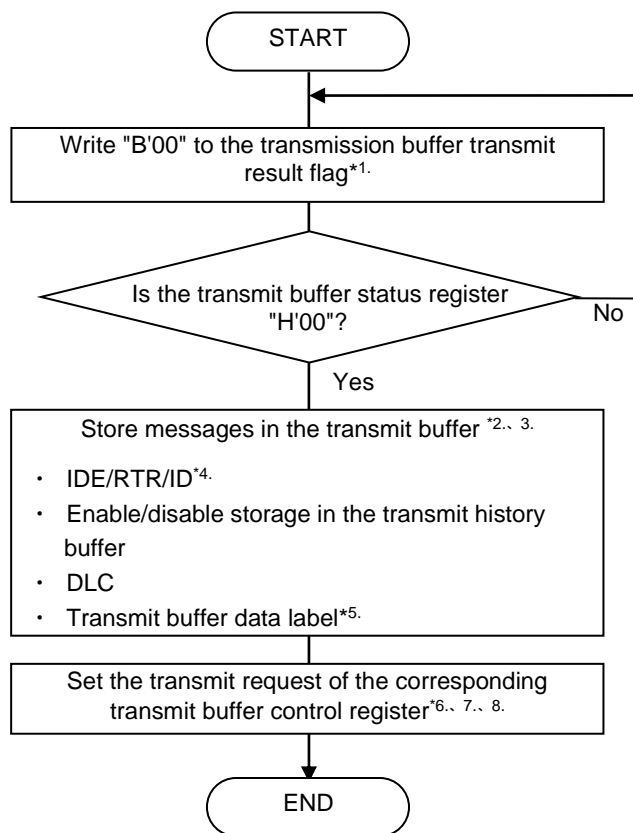 START
Write "B'00" to the transmission buffer transmit
result flag*1.
Is the transmit buffer status register
"H'00"?
No
Yes
Store messages in the transmit buffer *2.、 3.
・ IDE/RTR/ID*4.
・ Enable/disable storage in the transmit history
buffer
・ DLC
・ Transmit buffer data label*5.
Set the transmit request of the corresponding
transmit buffer control register*6.、 7.、 8.
END